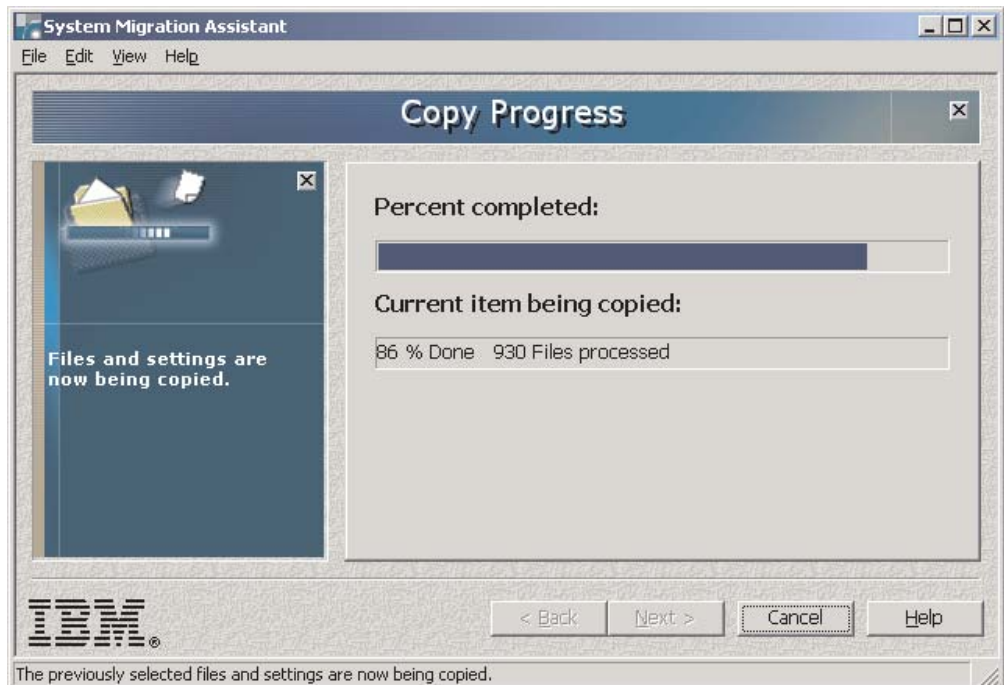 System Migration Assistant
File Edit View Help
Copy Progress
Files and settings are
now being copied.
Percent completed:
Current item being copied:
86 % Done 930 Files processed
IBM®
< Back Next > Cancel Help
The previously selected files and settings are now being copied.